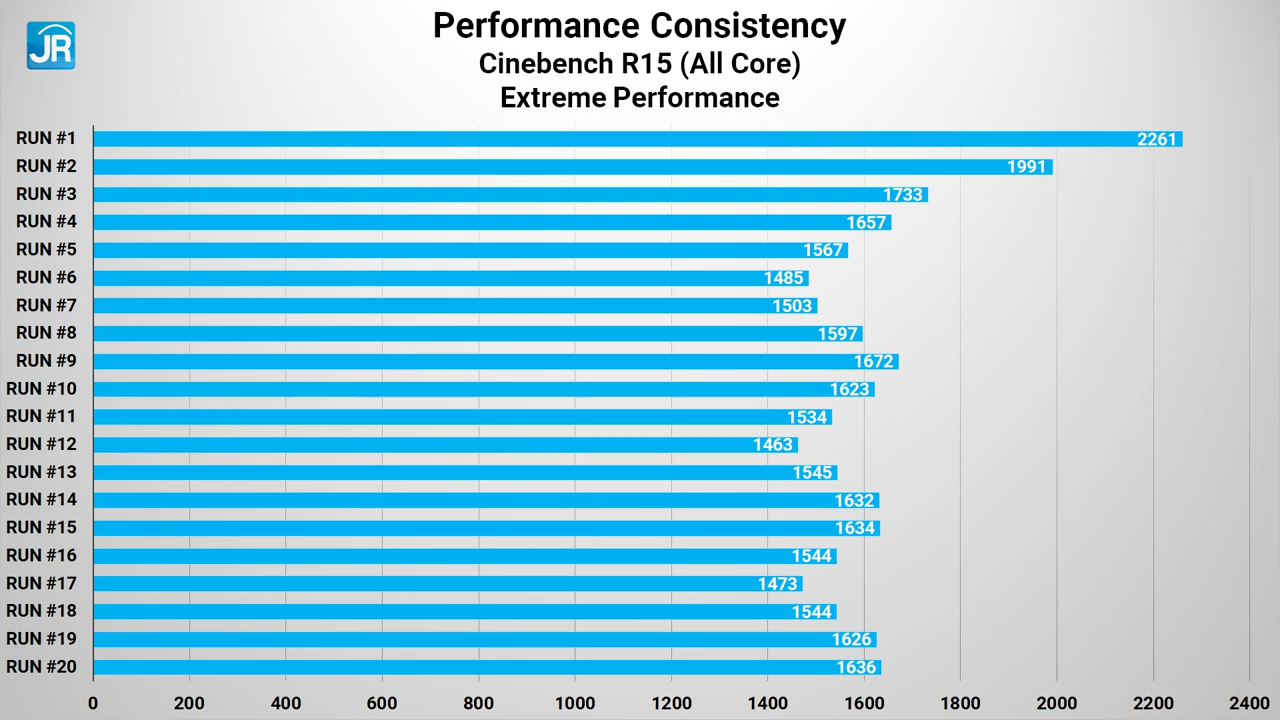 JR
Performance Consistency
Cinebench R15 (All Core)
Extreme Performance
RUN #1 2261
RUN #2 1991
RUN #3 1733
RUN #4 1657
RUN #5 1567
RUN #6 1485
RUN #7 1503
RUN #8 1597
RUN #9 1672
RUN #10 1623
RUN #11 1534
RUN #12 1463
RUN #13 1545
RUN #14 1632
RUN #15 1634
RUN #16 1544
RUN #17 1473
RUN #18 1544
RUN #19 1626
RUN #20 1636
0 200 400 600 800 1000 1200 1400 1600 1800 2000 2200 2400